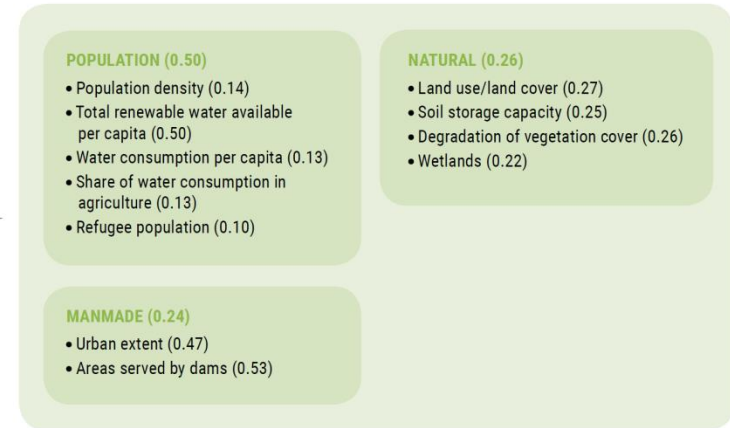 POPULATION (0.50)
• Population density (0.14)
• Total renewable water available
per capita (0.50)
• Water consumption per capita (0.13)
• Share of water consumption in
agriculture (0.13)
• Refugee population (0.10)
NATURAL (0.26)
• Land use/land cover (0.27)
• Soil storage capacity (0.25)
• Degradation of vegetation cover (0.26)
• Wetlands (0.22)
MANMADE (0.24)
• Urban extent (0.47)
• Areas served by dams (0.53)